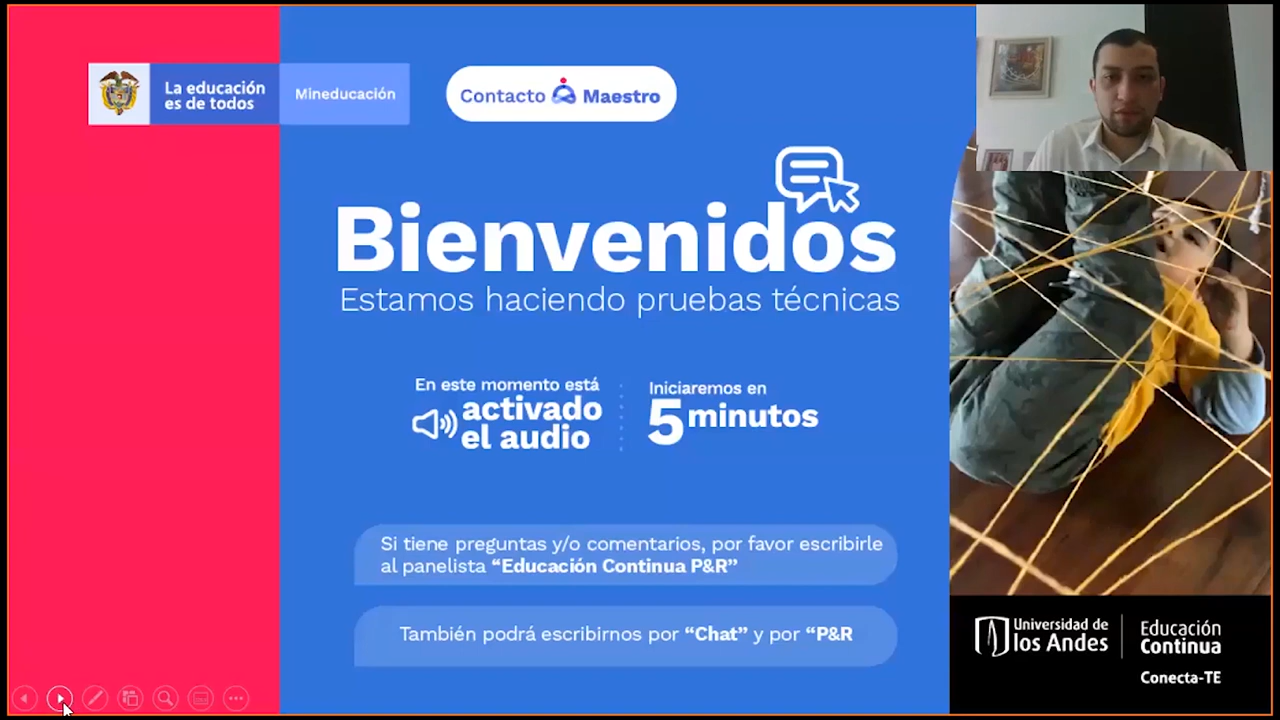 La educación
es de todos
Mineducación
Contacto Maestro
Bienvenidos
Estamos haciendo pruebas técnicas
En este momento está
activado
el audio
Iniciaremos en
5 minutos
Si tiene preguntas y/o comentarios, por favor escribirle
al panelista “Educación Continua P&R”
También podrá escribirnos por “Chat” y por “P&R
Universidad de
los Andes
Educación
Continua
Conecta-TE